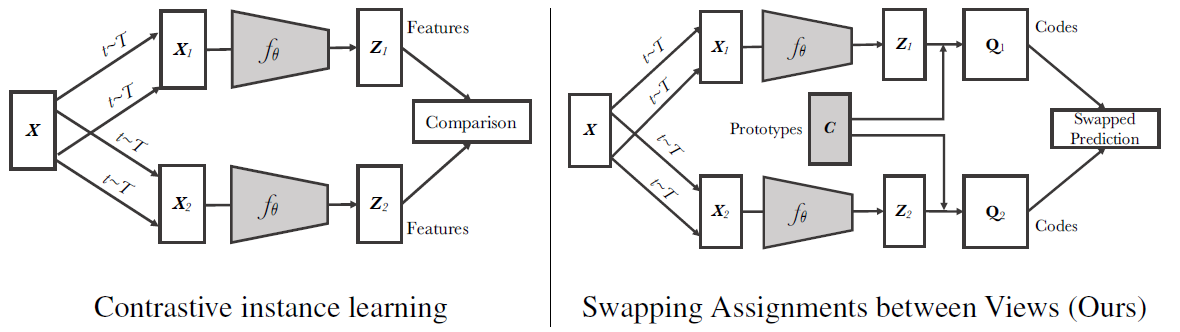 t~T
X₁
fθ
Z₁
Features
t~T
X
Comparison
t~T
t~T
X₂
fθ
Z₂
Features
Contrastive instance learning
t~T
X₁
fθ
Z₁
Q₁
Codes
t~T
X
Prototypes
C
Swapped
Prediction
t~T
t~T
X₂
fθ
Z₂
Q₂
Codes
Swapping Assignments between Views (Ours)